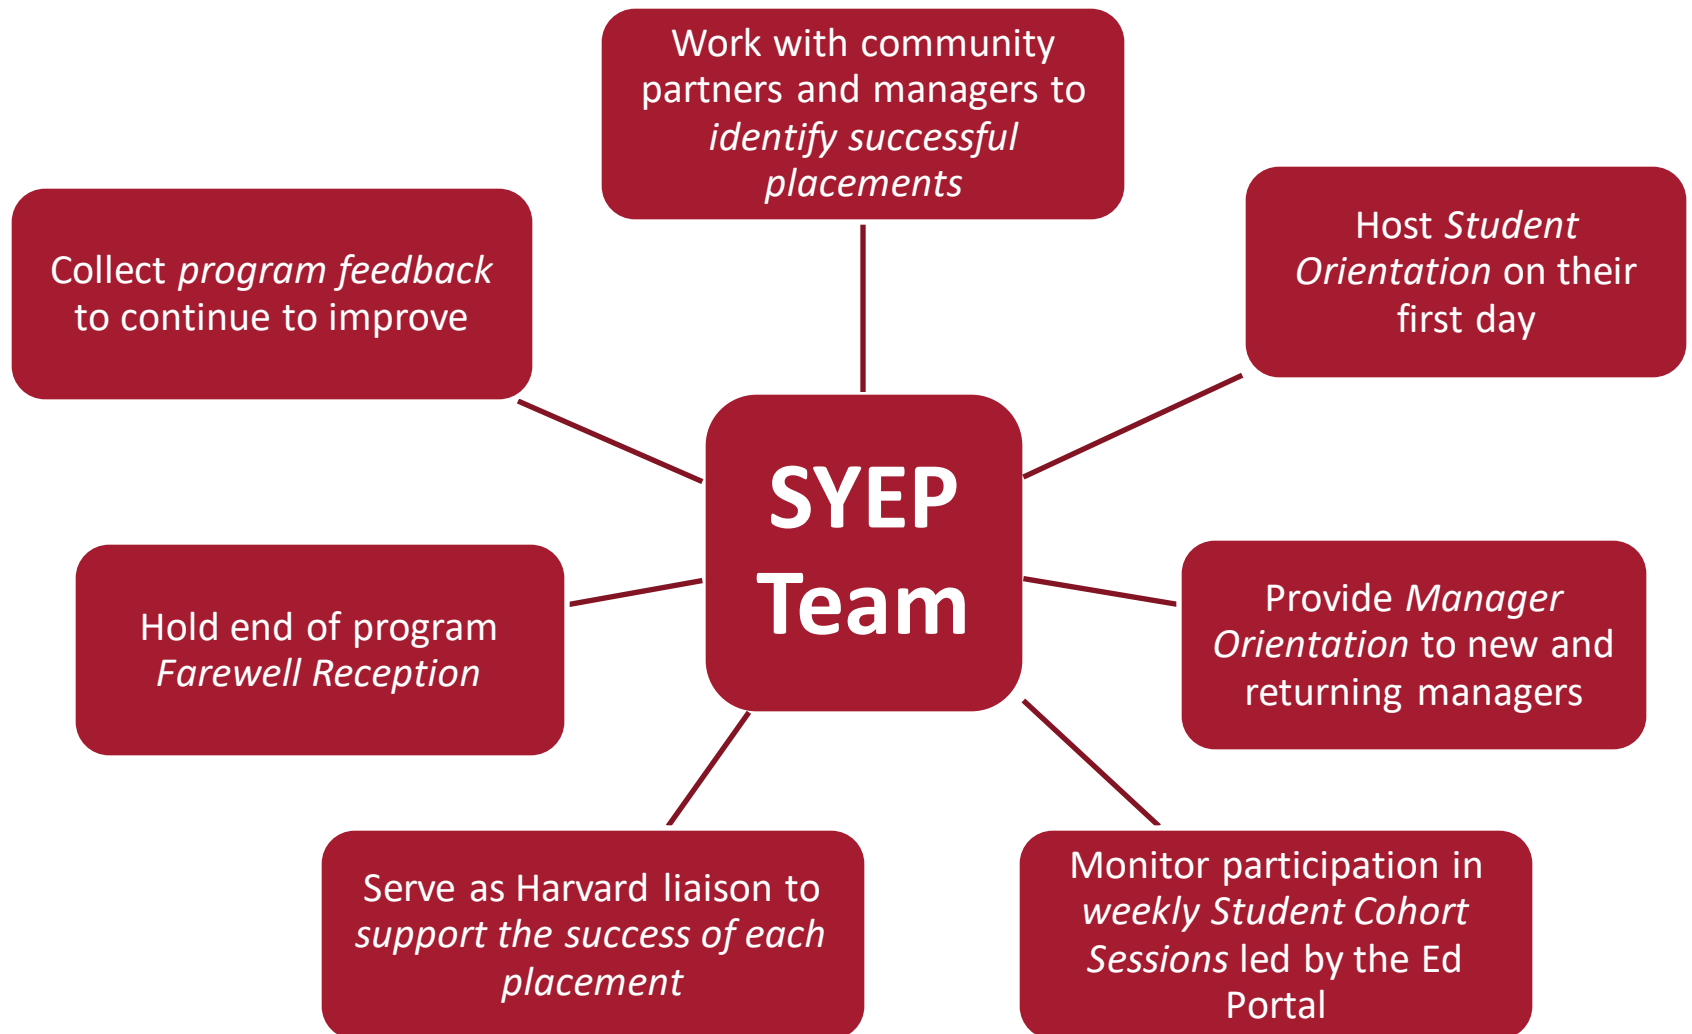 Work with community
partners and managers to
identify successful
placements
Host Student
Orientation on their
first day
Provide Manager
Orientation to new and
returning managers
Monitor participation in
weekly Student Cohort
Sessions led by the Ed
Portal
Serve as Harvard liaison to
support the success of each
placement
Hold end of program
Farewell Reception
Collect program feedback
to continue to improve
SYEP
Team